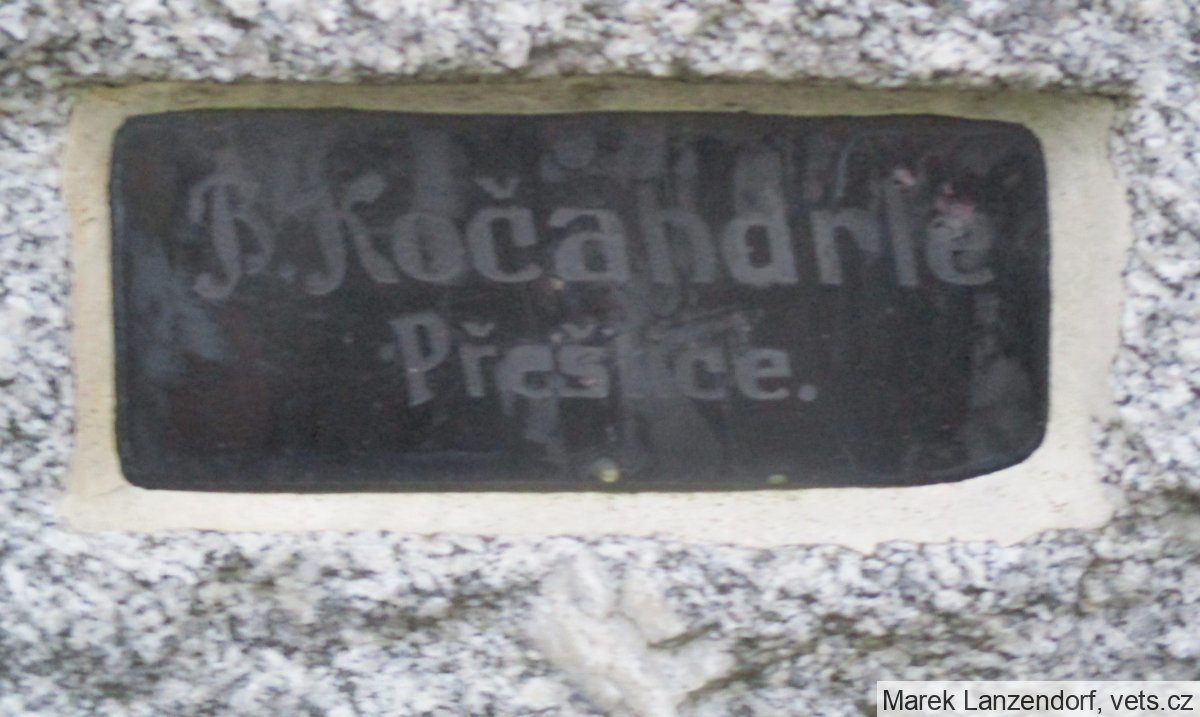 B. Kočandrle
Přeštice.
Marek Lanzendorf, vets.cz